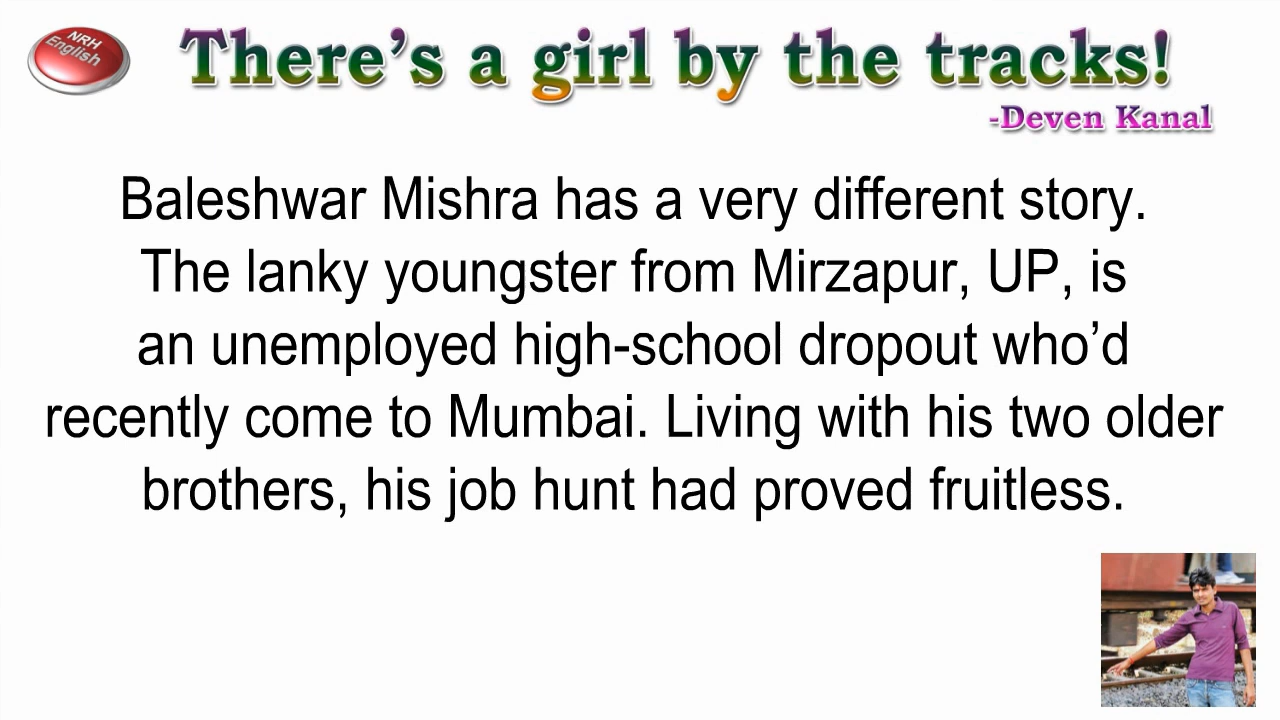 NRH
English
There's a girl by the tracks!
-Deven Kanal
Baleshwar Mishra has a very different story.
The lanky youngster from Mirzapur, UP, is
an unemployed high-school dropout who’d
recently come to Mumbai. Living with his two older
brothers, his job hunt had proved fruitless.